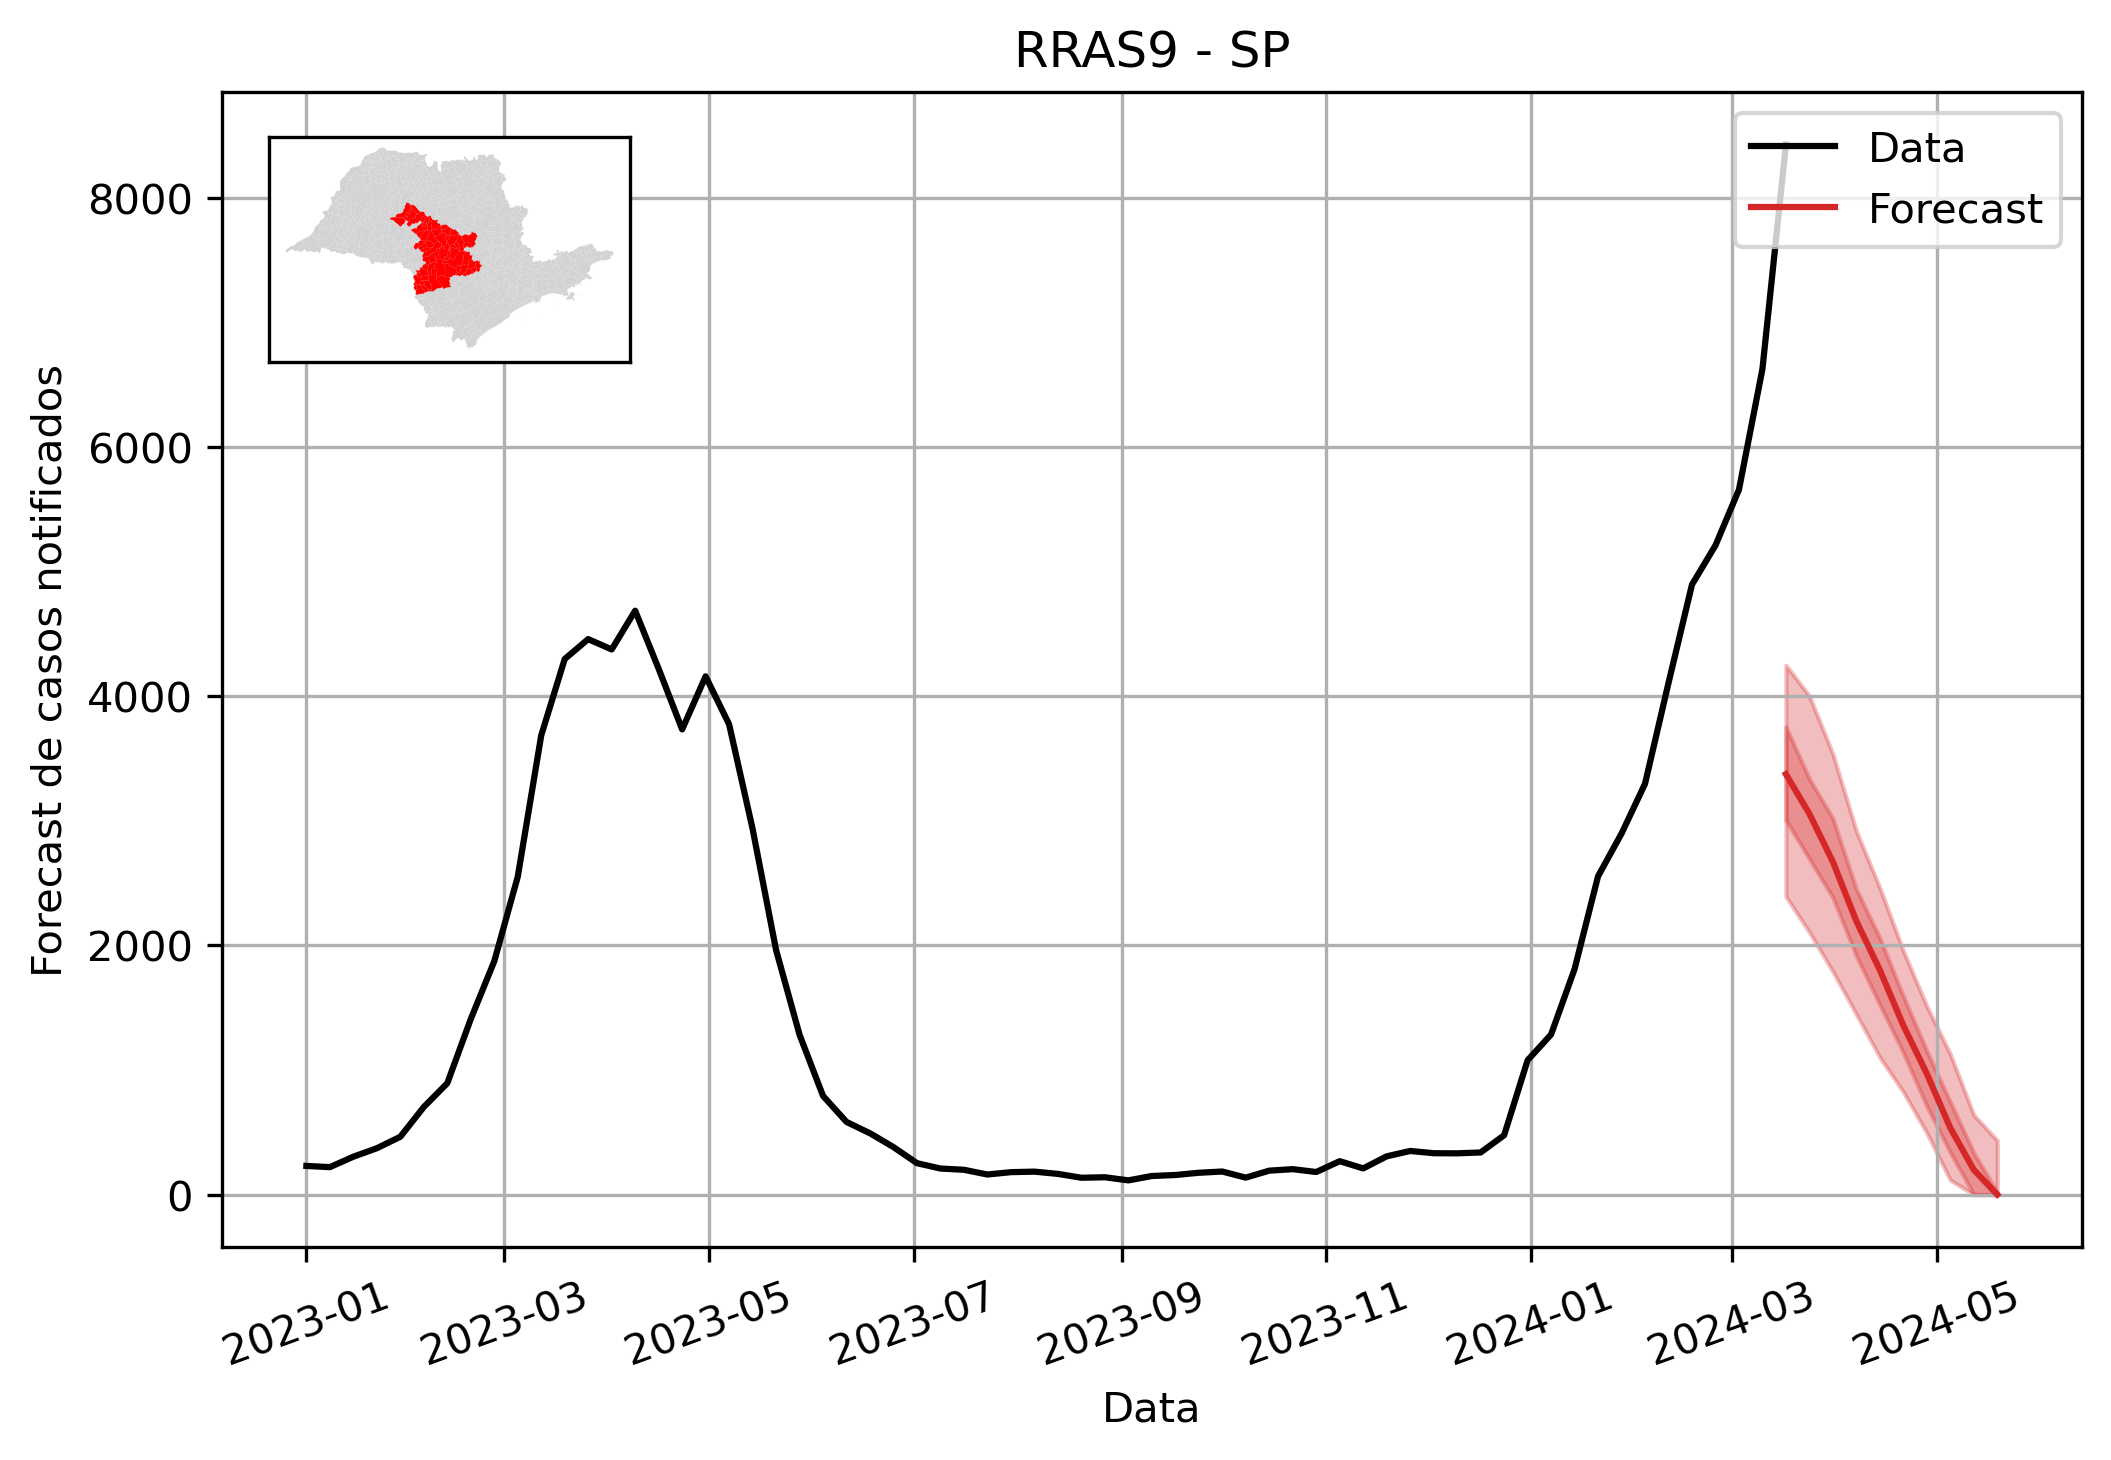 RRAS9 - SP
Data
Forecast
Forecast de casos notificados
8000
6000
4000
2000
0
2023-01
2023-03
2023-05
2023-07
2023-09
2023-11
2024-01
2024-03
2024-05
Data